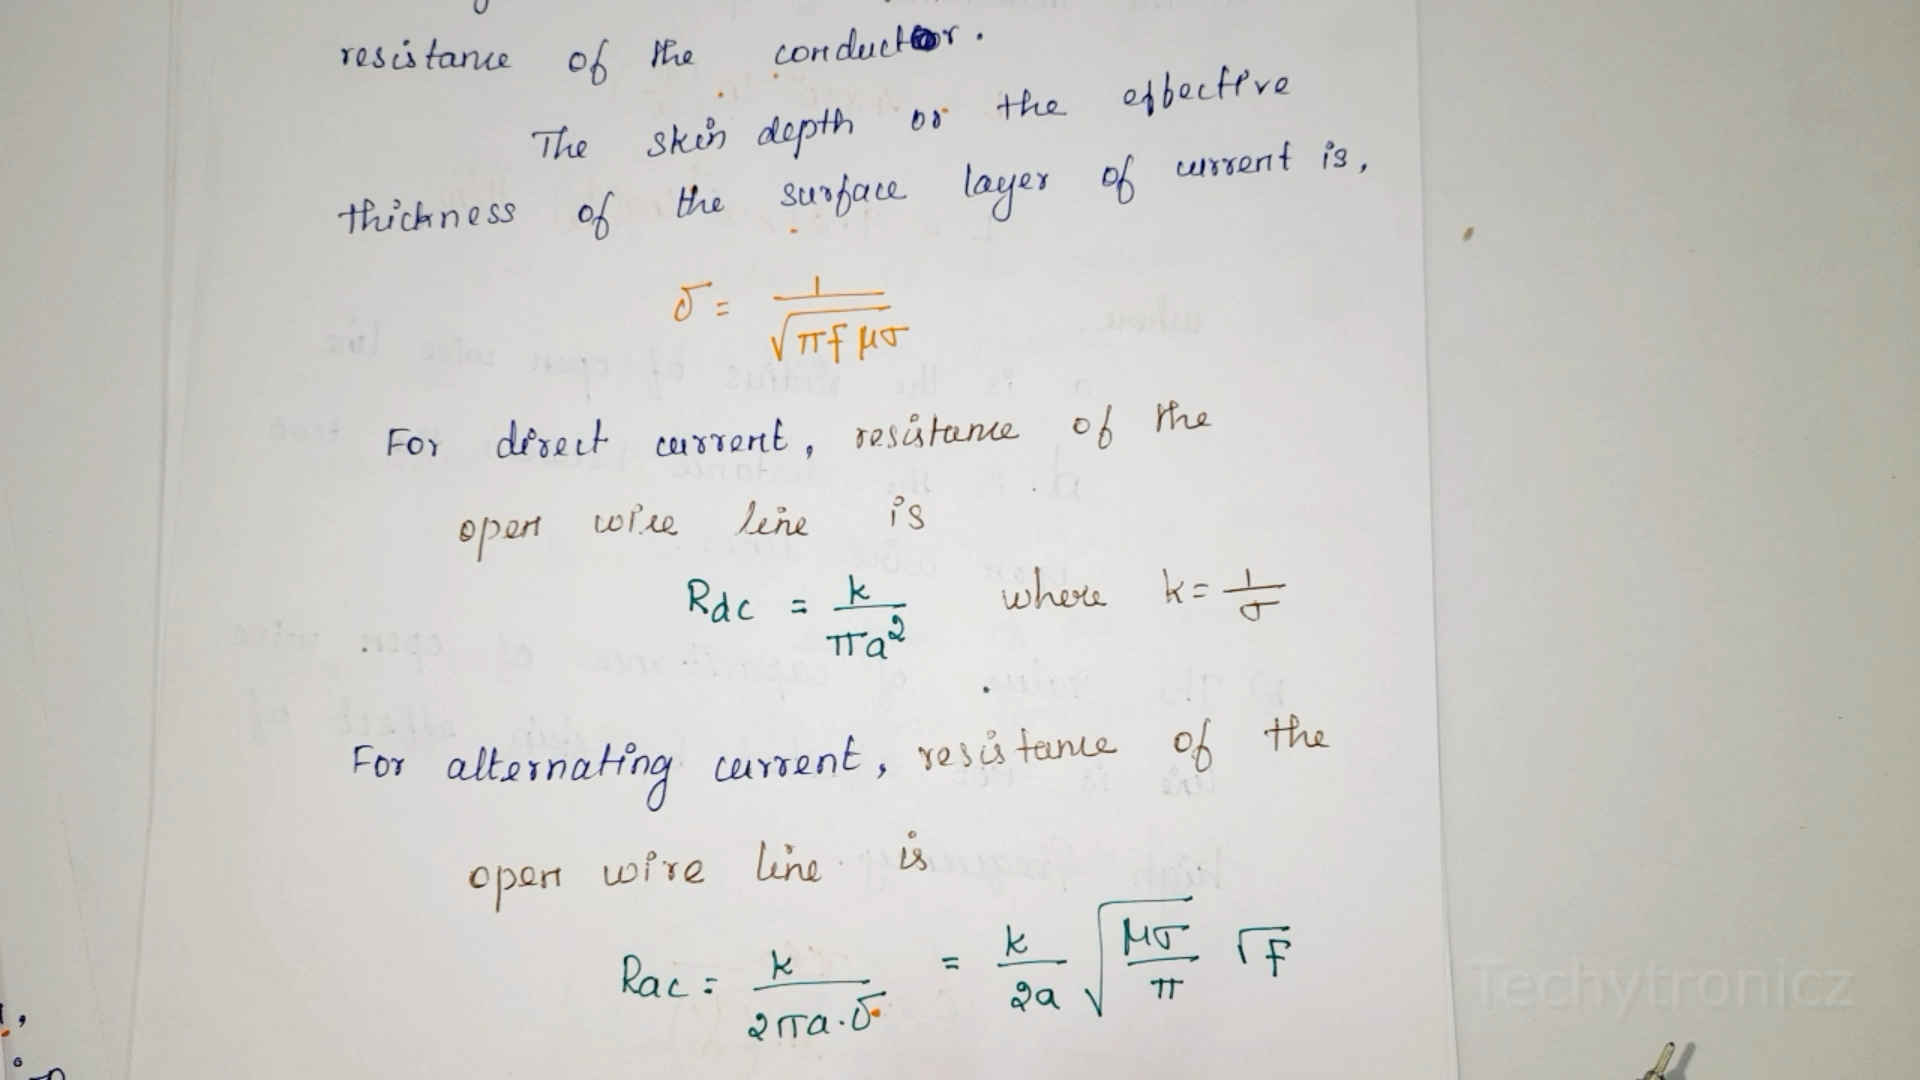 resistance of the conductor.
The skin depth or the effective
thickness of the surface layer of current is,
δ = 1/√(πfμσ)
For direct current, resistance of the
open wire line is
Rdc = k/πa² where k = 1/σ
For alternating current, resistance of the
open wire line is
Rac = k/2πa.δ = k/2a √(μσ/π) √f
Techytronicz